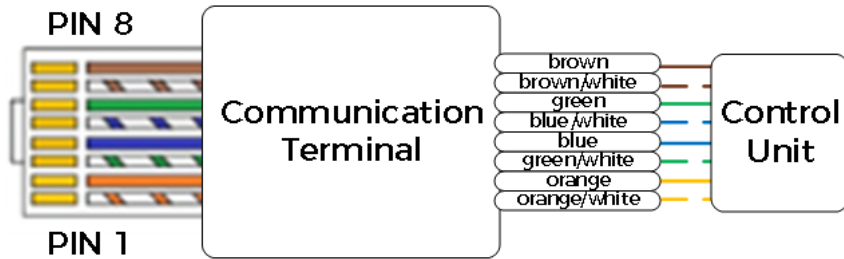 PIN 8
Communication
Terminal
brown
brown/white
green
blue/white
blue
green/white
orange
orange/white
Control
Unit
PIN 1